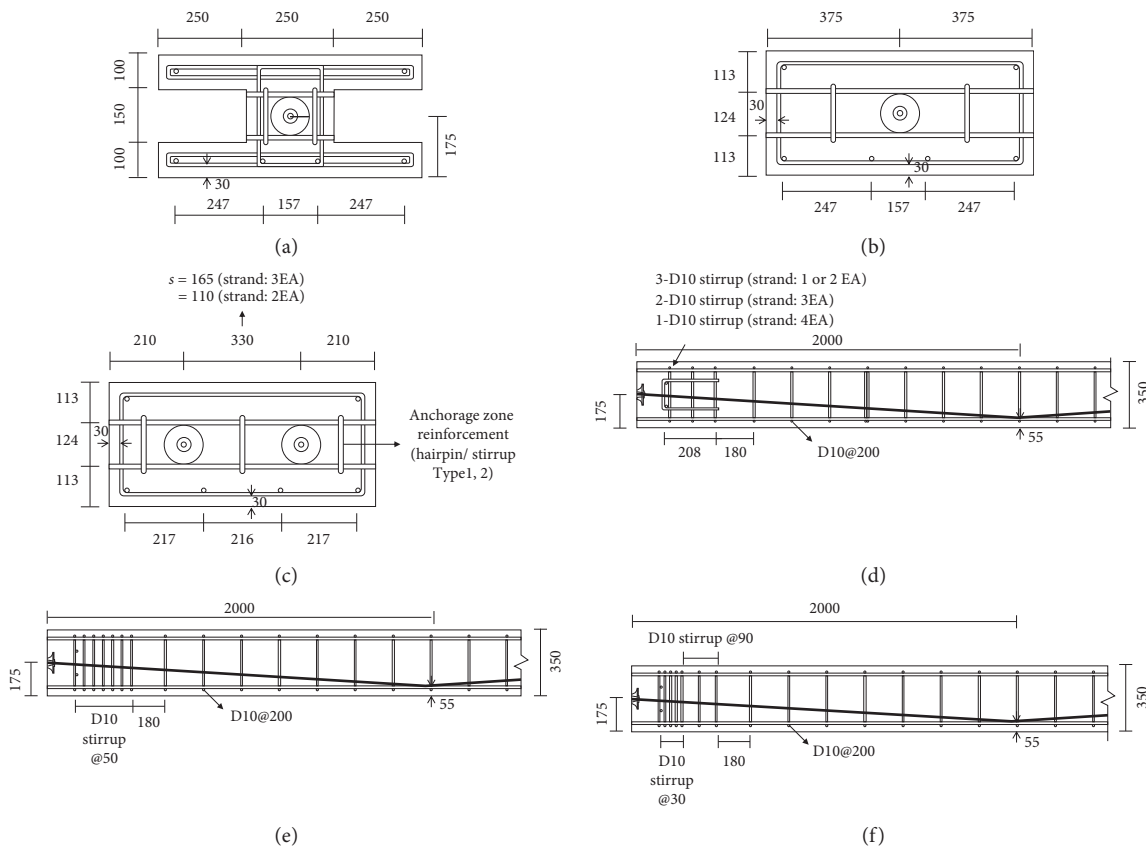 250 250 250
100
150
100
175
30
247 157 247
(a)
375 375
113
124
113
30
30
247 157 247
(b)
s = 165 (strand: 3EA)
= 110 (strand: 2EA)
210 330 210
113
124
113
30
30
Anchorage zone
reinforcement
(hairpin/ stirrup
Type1, 2)
217 216 217
(c)
3-D10 stirrup (strand: 1 or 2 EA)
2-D10 stirrup (strand: 3EA)
1-D10 stirrup (strand: 4EA)
2000
175
350
208 180
D10@200
55
(d)
2000
175
350
D10
stirrup
@50
180
D10@200
55
(e)
2000
D10 stirrup @90
175
350
D10
stirrup
@30
180
D10@200
55
(f)